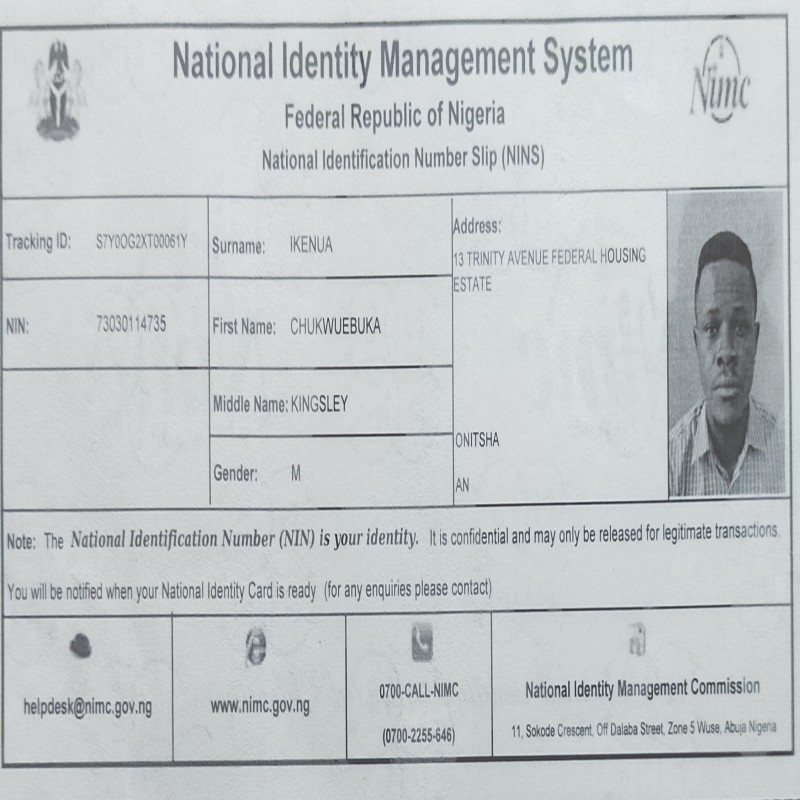 National Identity Management System
Federal Republic of Nigeria
National Identification Number Slip (NINS)
Nimc
Tracking ID: S7Y0OG2XT00061Y
Surname: IKENUA
Address:
13 TRINITY AVENUE FEDERAL HOUSING
ESTATE
NIN: 73030114735
First Name: CHUKWUEBUKA
Middle Name: KINGSLEY
ONITSHA
Gender: M
AN
Note: The National Identification Number (NIN) is your identity. It is confidential and may only be released for legitimate transactions.
You will be notified when your National Identity Card is ready (for any enquiries please contact)
helpdesk@nimc.gov.ng
www.nimc.gov.ng
0700-CALL-NIMC
(0700-2255-646)
National Identity Management Commission
11, Sokode Crescent, Off Dalaba Street, Zone 5 Wuse, Abuja Nigeria